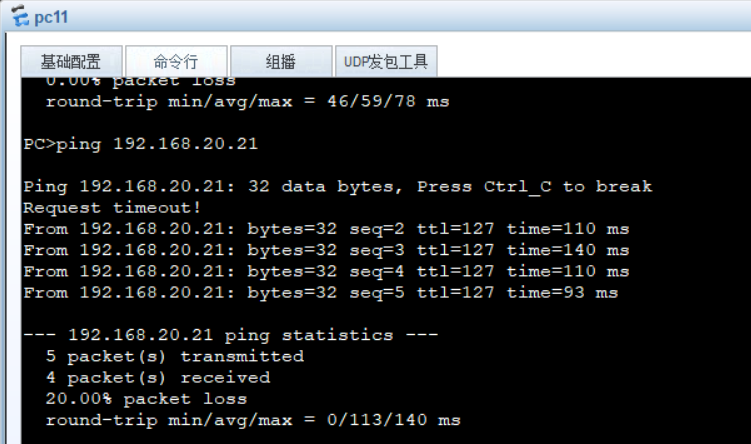 pc11
基础配置 命令行 组播 UDP发包工具
0.00% packet loss
round-trip min/avg/max = 46/59/78 ms
PC>ping 192.168.20.21
Ping 192.168.20.21: 32 data bytes, Press Ctrl_C to break
Request timeout!
From 192.168.20.21: bytes=32 seq=2 ttl=127 time=110 ms
From 192.168.20.21: bytes=32 seq=3 ttl=127 time=140 ms
From 192.168.20.21: bytes=32 seq=4 ttl=127 time=110 ms
From 192.168.20.21: bytes=32 seq=5 ttl=127 time=93 ms
--- 192.168.20.21 ping statistics ---
5 packet(s) transmitted
4 packet(s) received
20.00% packet loss
round-trip min/avg/max = 0/113/140 ms